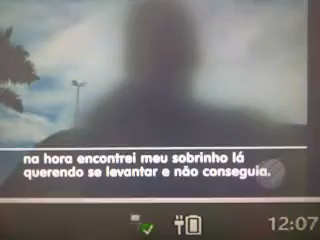 na hora encontrei meu sobrinho lá
querendo se levantar e não conseguia.
12:07